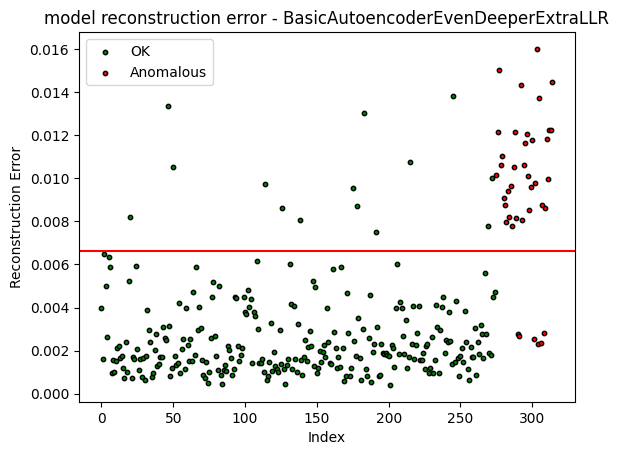 model reconstruction error - BasicAutoencoderEvenDeeperExtraLLR
OK
Anomalous
0.016
0.014
0.012
0.010
0.008
0.006
0.004
0.002
0.000
Reconstruction Error
0 50 100 150 200 250 300
Index